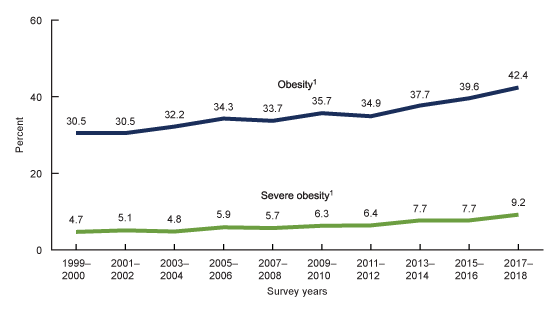 60
40
20
0
Percent
Obesity1
30.5 30.5 32.2 34.3 33.7 35.7 34.9 37.7 39.6 42.4
Severe obesity1
4.7 5.1 4.8 5.9 5.7 6.3 6.4 7.7 7.7 9.2
1999– 2001– 2003– 2005– 2007– 2009– 2011– 2013– 2015– 2017–
2000 2002 2004 2006 2008 2010 2012 2014 2016 2018
Survey years